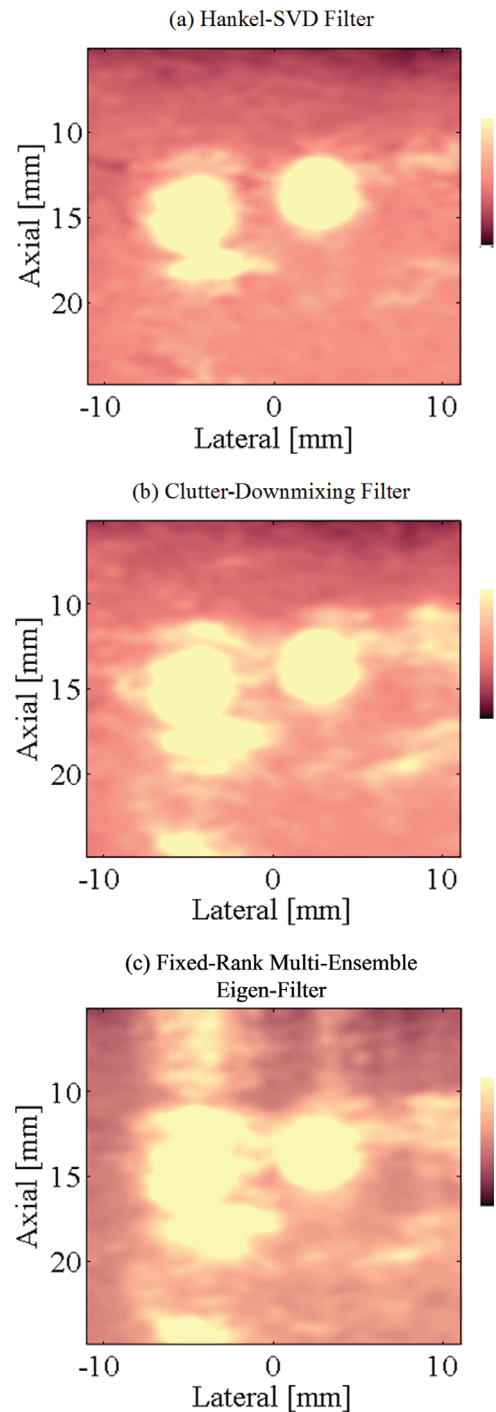 (a) Hankel-SVD Filter
10
15
20
Axial [mm]
-10 0 10
Lateral [mm]
(b) Clutter-Downmixing Filter
10
15
20
Axial [mm]
-10 0 10
Lateral [mm]
(c) Fixed-Rank Multi-Ensemble
Eigen-Filter
10
15
20
Axial [mm]
-10 0 10
Lateral [mm]